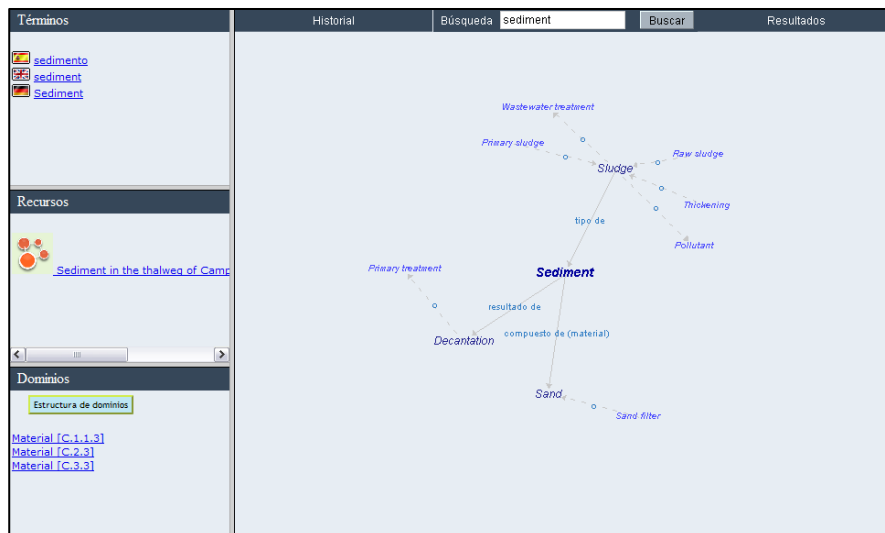 Términos
Historial
Búsqueda
sediment
Buscar
Resultados
sedimento
sediment
Sediment
Recursos
Sediment in the thalweg of Camp
Dominios
Estructura de dominios
Material [C.1.1.3]
Material [C.2.3]
Material [C.3.3]
Wastewater treatment
Primary sludge
Raw sludge
Sludge
Thickening
tipo de
Pollutant
Primary treatment
Sediment
resultado de
compuesto de (material)
Decantation
Sand
Sand filter